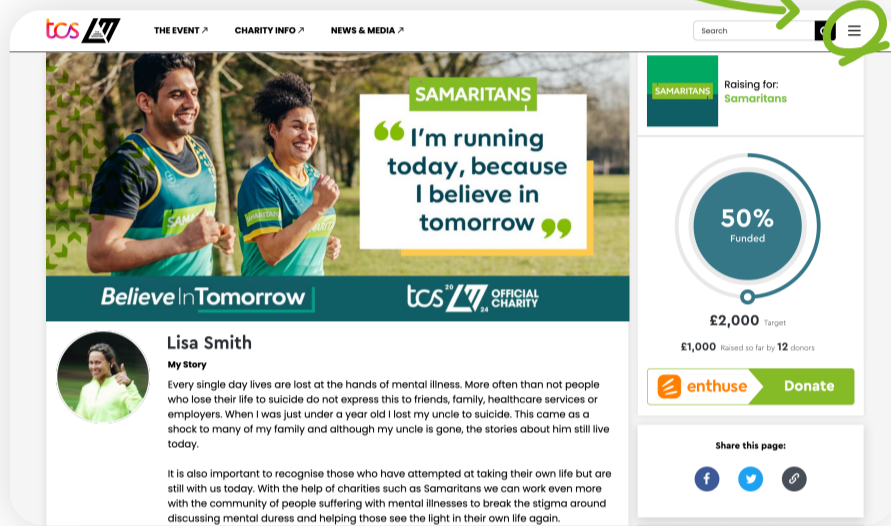 tcs
THE EVENT
CHARITY INFO
NEWS & MEDIA
Search
SAMARITANS
“I’m running
today, because
I believe in
tomorrow”
BelieveInTomorrow
tcs 20 24 OFFICIAL
CHARITY
SAMARITANS
Raising for:
Samaritans
50%
Funded
£2,000 Target
£1,000 Raised so far by 12 donors
enthuse Donate
Share this page:
Lisa Smith
My Story
Every single day lives are lost at the hands of mental illness. More often than not people
who lose their life to suicide do not express this to friends, family, healthcare services or
employers. When I was just under a year old I lost my uncle to suicide. This came as a
shock to many of my family and although my uncle is gone, the stories about him still live
today.
It is also important to recognise those who have attempted at taking their own life but are
still with us today. With the help of charities such as Samaritans we can work even more
with the community of people suffering with mental illnesses to break the stigma around
discussing mental duress and helping those see the light in their own life again.